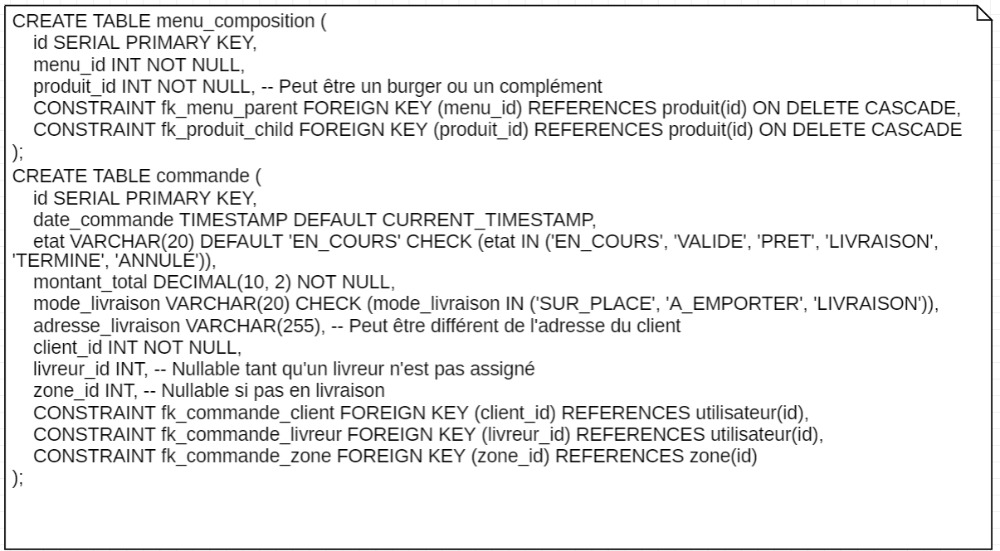 CREATE TABLE menu_composition (
id SERIAL PRIMARY KEY,
menu_id INT NOT NULL,
produit_id INT NOT NULL, -- Peut être un burger ou un complément
CONSTRAINT fk_menu_parent FOREIGN KEY (menu_id) REFERENCES produit(id) ON DELETE CASCADE,
CONSTRAINT fk_produit_child FOREIGN KEY (produit_id) REFERENCES produit(id) ON DELETE CASCADE
);
CREATE TABLE commande (
id SERIAL PRIMARY KEY,
date_commande TIMESTAMP DEFAULT CURRENT_TIMESTAMP,
etat VARCHAR(20) DEFAULT 'EN_COURS' CHECK (etat IN ('EN_COURS', 'VALIDE', 'PRET', 'LIVRAISON',
'TERMINE', 'ANNULE')),
montant_total DECIMAL(10, 2) NOT NULL,
mode_livraison VARCHAR(20) CHECK (mode_livraison IN ('SUR_PLACE', 'A_EMPORTER', 'LIVRAISON')),
adresse_livraison VARCHAR(255), -- Peut être différent de l'adresse du client
client_id INT NOT NULL,
livreur_id INT, -- Nullable tant qu'un livreur n'est pas assigné
zone_id INT, -- Nullable si pas en livraison
CONSTRAINT fk_commande_client FOREIGN KEY (client_id) REFERENCES utilisateur(id),
CONSTRAINT fk_commande_livreur FOREIGN KEY (livreur_id) REFERENCES utilisateur(id),
CONSTRAINT fk_commande_zone FOREIGN KEY (zone_id) REFERENCES zone(id)
);